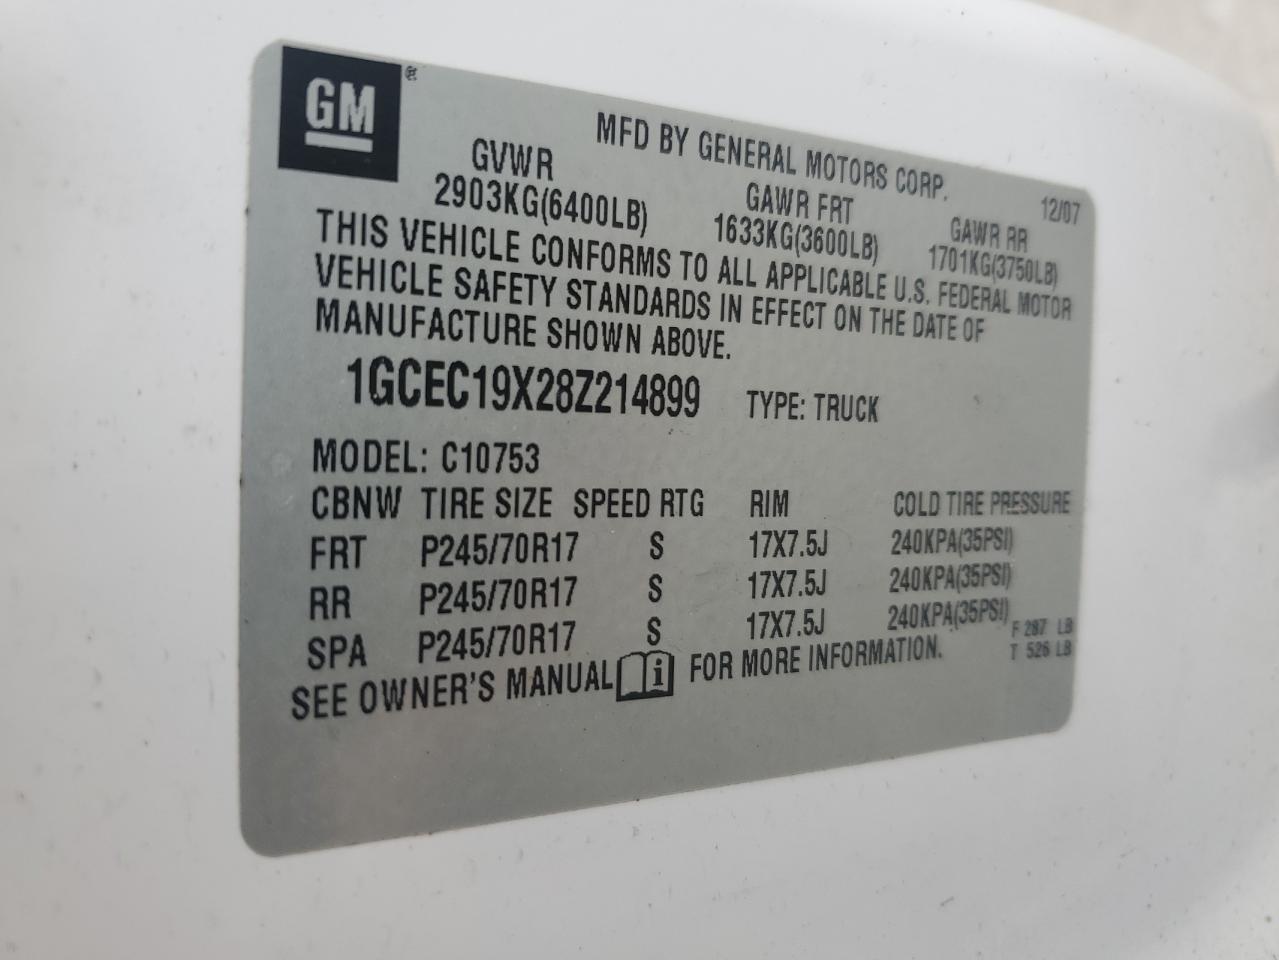 GM ®
MFD BY GENERAL MOTORS CORP. 12/07
GVWR GAWR FRT GAWR RR
2903KG(6400LB) 1633KG(3600LB) 1701KG(3750LB)
THIS VEHICLE CONFORMS TO ALL APPLICABLE U.S. FEDERAL MOTOR
VEHICLE SAFETY STANDARDS IN EFFECT ON THE DATE OF
MANUFACTURE SHOWN ABOVE.
1GCEC19X28Z214899 TYPE: TRUCK
MODEL: C10753
CBNW TIRE SIZE SPEED RTG RIM COLD TIRE PRESSURE
FRT P245/70R17 S 17X7.5J 240KPA(35PSI)
RR P245/70R17 S 17X7.5J 240KPA(35PSI)
SPA P245/70R17 S 17X7.5J 240KPA(35PSI)
F 287 LB
T 526 LB
SEE OWNER'S MANUAL i FOR MORE INFORMATION.